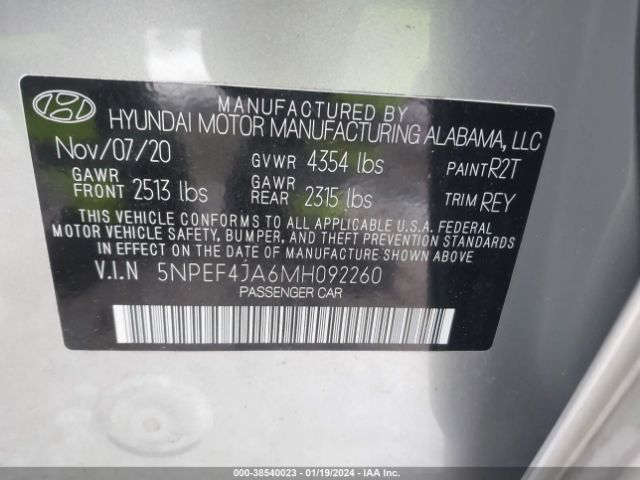 MANUFACTURED BY
HYUNDAI MOTOR MANUFACTURING ALABAMA, LLC
Nov/07/20 GVWR 4354 lbs PAINT R2T
GAWR FRONT 2513 lbs GAWR REAR 2315 lbs TRIM REY
THIS VEHICLE CONFORMS TO ALL APPLICABLE U.S.A. FEDERAL
MOTOR VEHICLE SAFETY, BUMPER, AND THEFT PREVENTION STANDARDS
IN EFFECT ON THE DATE OF MANUFACTURE SHOWN ABOVE.
V.I.N 5NPEF4JA6MH092260
PASSENGER CAR
000-38540023 - 01/19/2024 - IAA Inc.